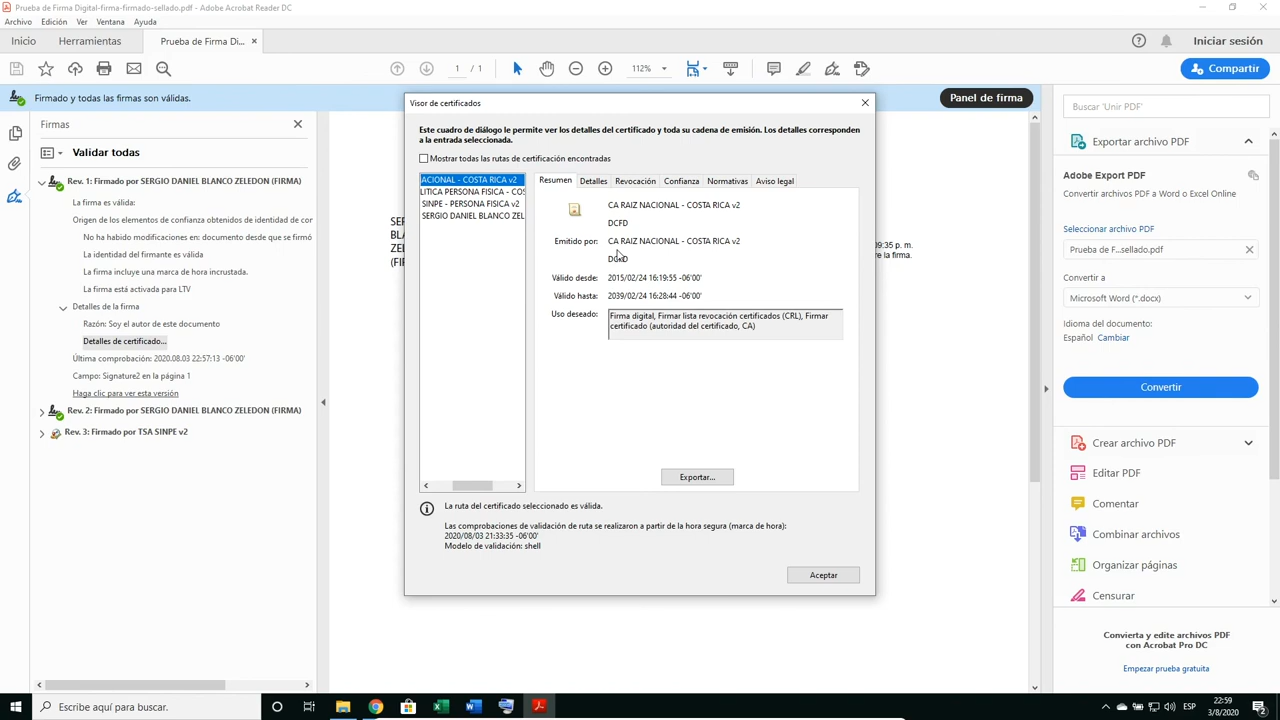 Prueba de Firma Digital-firma-firmado-sellado.pdf - Adobe Acrobat Reader DC
Archivo Edición Ver Ventana Ayuda
Inicio Herramientas Prueba de Firma Di... Iniciar sesión
1 / 1 112% Compartir
Firmado y todas las firmas son válidas. Panel de firma
Firmas
Validar todas
Rev. 1: Firmado por SERGIO DANIEL BLANCO ZELEDON (FIRMA)
La firma es válida:
Origen de los elementos de confianza obtenidos de identidad de cor
No ha habido modificaciones en: documento desde que se firmó
La identidad del firmante es válida
La firma incluye una marca de hora incrustada.
La firma está activada para LTV
Detalles de la firma
Razón: Soy el autor de este documento
Detalles de certificado...
Última comprobación: 2020.08.03 22:57:13 -06'00'
Campo: Signature2 en la página 1
Haga clic para ver esta versión
Rev. 2: Firmado por SERGIO DANIEL BLANCO ZELEDON (FIRMA)
Rev. 3: Firmado por TSA SINPE v2
SER
BLA
ZEL
(FIR
09:35 p. m.
re la firma.
Visor de certificados
Este cuadro de diálogo le permite ver los detalles del certificado y toda su cadena de emisión. Los detalles corresponden
a la entrada seleccionada.
Mostrar todas las rutas de certificación encontradas
ACIONAL - COSTA RICA v2
LITICA PERSONA FISICA - COS
SINPE - PERSONA FISICA v2
SERGIO DANIEL BLANCO ZEL
Resumen Detalles Revocación Confianza Normativas Aviso legal
CA RAIZ NACIONAL - COSTA RICA v2
DCFD
Emitido por: CA RAIZ NACIONAL - COSTA RICA v2
Válido desde: 2015/02/24 16:19:55 -06'00'
Válido hasta: 2039/02/24 16:28:44 -06'00'
Uso deseado: Firma digital, Firmar lista revocación certificados (CRL), Firmar
certificado (autoridad del certificado, CA)
Exportar...
La ruta del certificado seleccionado es válida.
Las comprobaciones de validación de ruta se realizaron a partir de la hora segura (marca de hora):
2020/08/03 21:33:35 -06'00'
Modelo de validación: shell
Aceptar
Buscar 'Unir PDF'
Exportar archivo PDF
Adobe Export PDF
Convertir archivos PDF a Word o Excel Online
Seleccionar archivo PDF
Prueba de F...sellado.pdf
Convertir a
Microsoft Word (*.docx)
Idioma del documento:
Español Cambiar
Convertir
Crear archivo PDF
Editar PDF
Comentar
Combinar archivos
Organizar páginas
Censurar
Convierta y edite archivos PDF
con Acrobat Pro DC
Empezar prueba gratuita
Escribe aquí para buscar.
ESP
22:59
3/8/2020
2